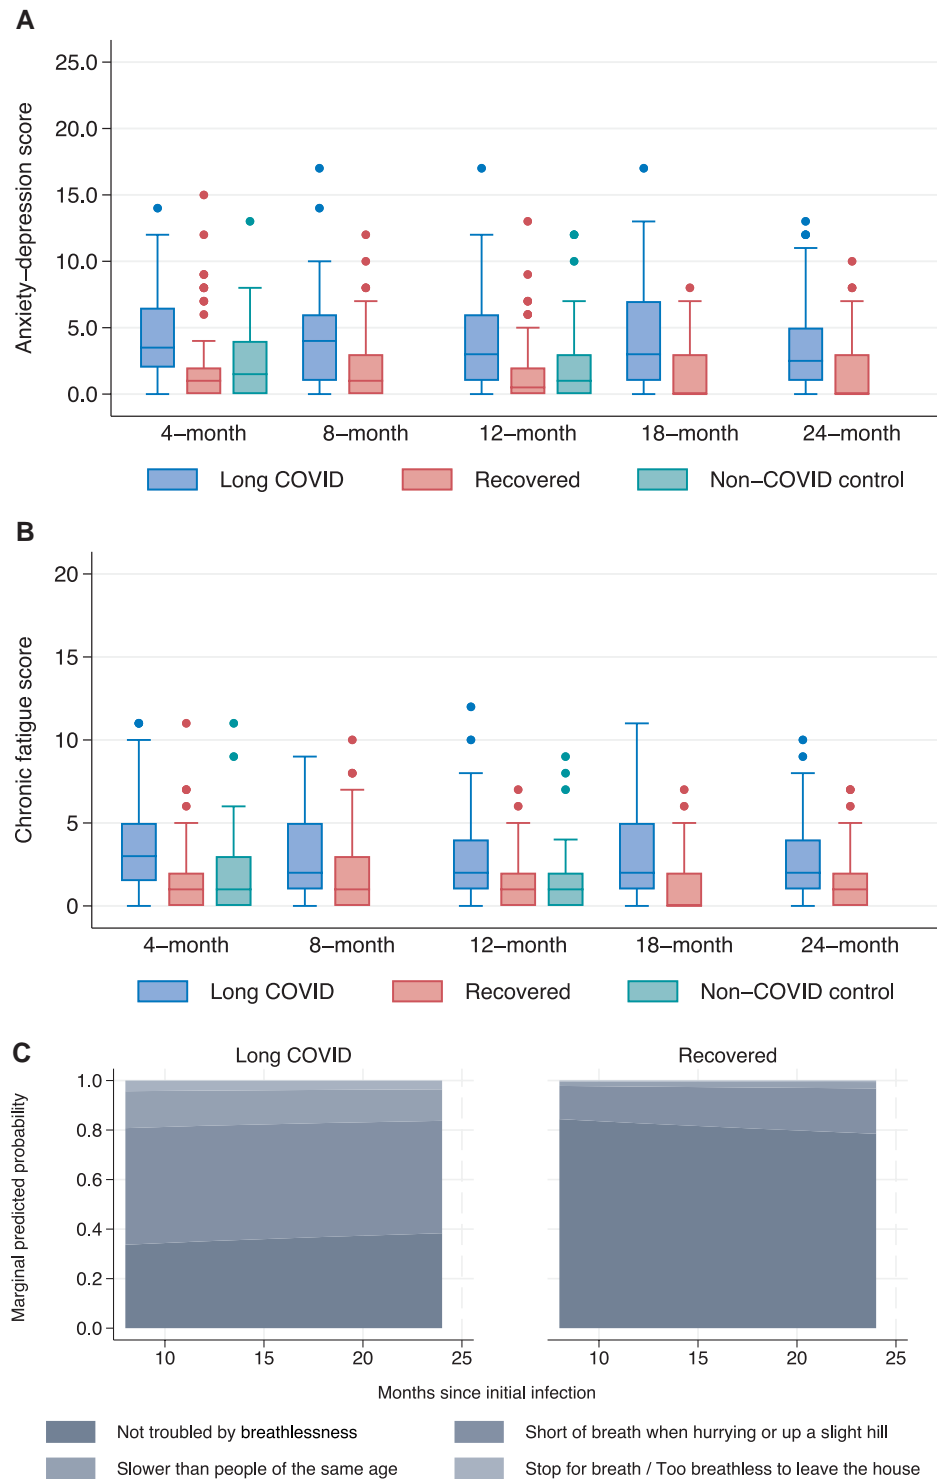 A
Anxiety–depression score
25.0
20.0
15.0
10.0
5.0
0.0
4–month 8–month 12–month 18–month 24–month
Long COVID Recovered Non–COVID control
B
Chronic fatigue score
20
15
10
5
0
4–month 8–month 12–month 18–month 24–month
Long COVID Recovered Non–COVID control
C
Long COVID Recovered
Marginal predicted probability
1.0
0.8
0.6
0.4
0.2
0.0
10 15 20 25 10 15 20 25
Months since initial infection
Not troubled by breathlessness Short of breath when hurrying or up a slight hill
Slower than people of the same age Stop for breath / Too breathless to leave the house